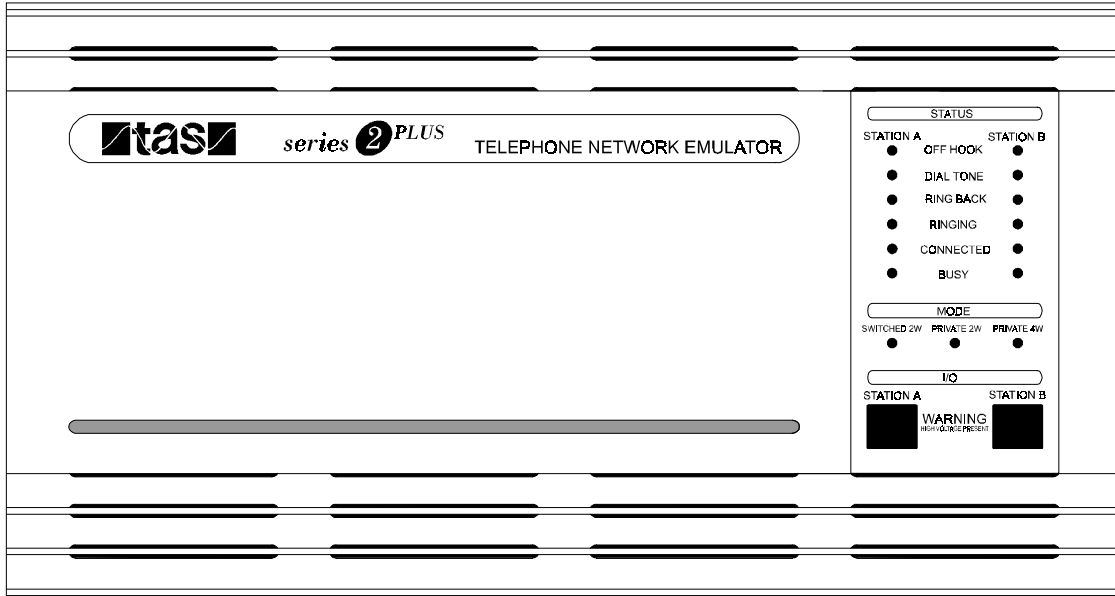 tas series 2 PLUS TELEPHONE NETWORK EMULATOR
STATUS
STATION A STATION B
OFF HOOK
DIAL TONE
RING BACK
RINGING
CONNECTED
BUSY
MODE
SWITCHED 2W PRIVATE 2W PRIVATE 4W
I/O
STATION A STATION B
WARNING
HIGH VOLTAGE PRESENT